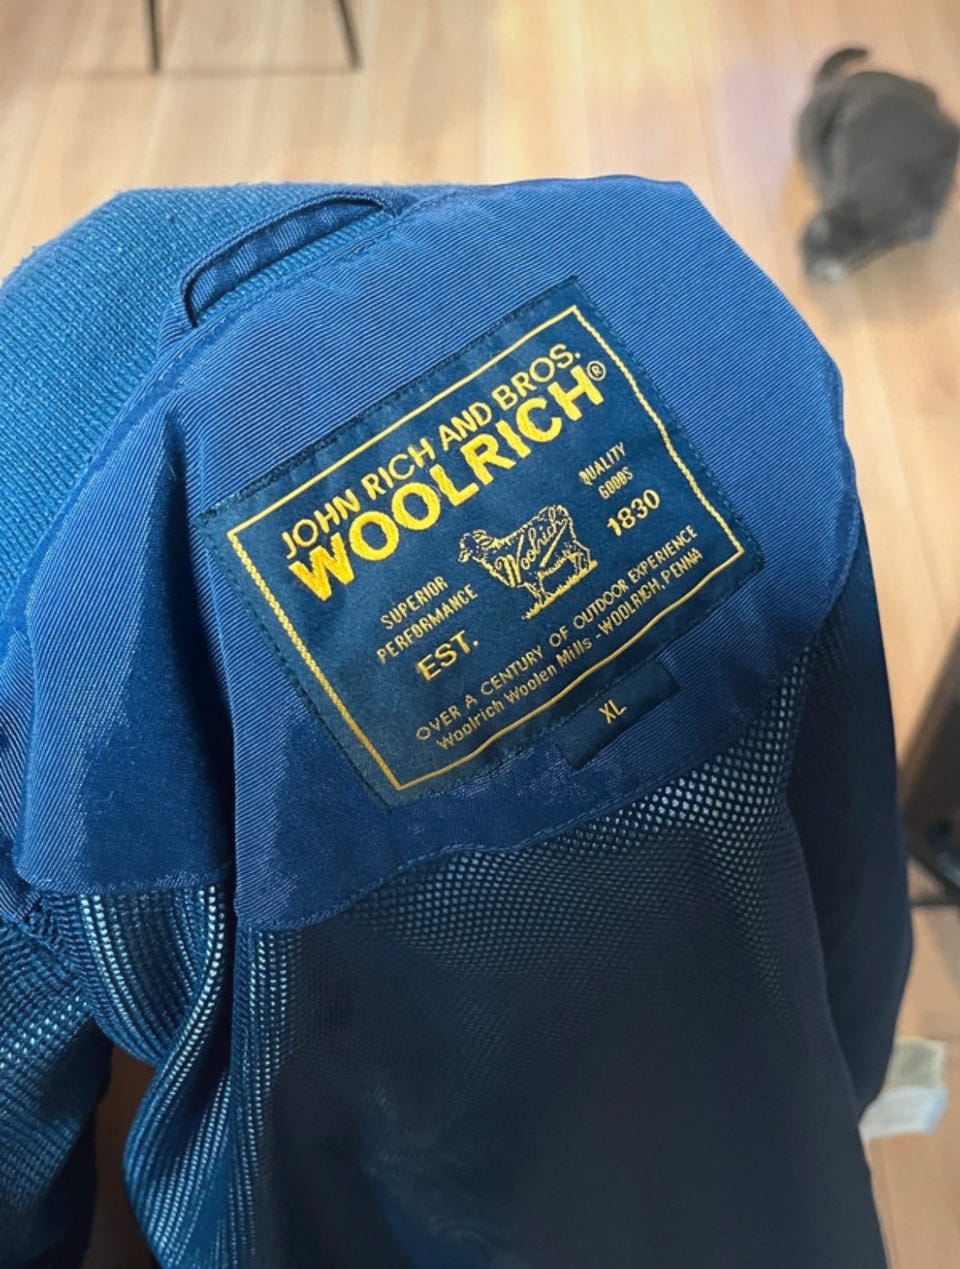 JOHN RICH AND BROS.
WOOLRICH®
QUALITY
GOODS
1830
Woolrich
SUPERIOR
PERFORMANCE
EST.
OVER A CENTURY OF OUTDOOR EXPERIENCE
Woolrich Woolen Mills - WOOLRICH, PENNA
XL